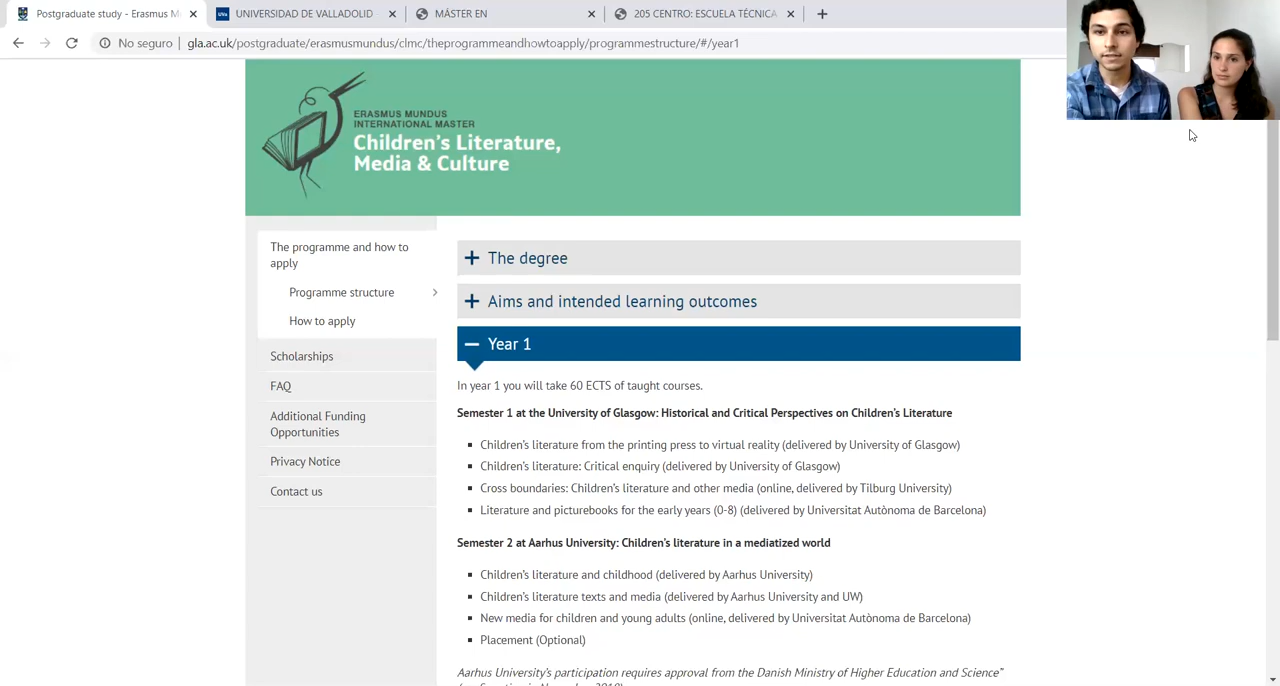 Postgraduate study - Erasmus M
UNIVERSIDAD DE VALLADOLID
MÁSTER EN
205 CENTRO: ESCUELA TÉCNICA
No seguro
gla.ac.uk/postgraduate/erasmusmundus/clmc/theprogrammeandhowtoapply/programmestructure/#/year1
ERASMUS MUNDUS
INTERNATIONAL MASTER
Children's Literature,
Media & Culture
The programme and how to
apply
Programme structure
How to apply
Scholarships
FAQ
Additional Funding
Opportunities
Privacy Notice
Contact us
The degree
Aims and intended learning outcomes
Year 1
In year 1 you will take 60 ECTS of taught courses.
Semester 1 at the University of Glasgow: Historical and Critical Perspectives on Children's Literature
Children's literature from the printing press to virtual reality (delivered by University of Glasgow)
Children's literature: Critical enquiry (delivered by University of Glasgow)
Cross boundaries: Children's literature and other media (online, delivered by Tilburg University)
Literature and picturebooks for the early years (0-8) (delivered by Universitat Autònoma de Barcelona)
Semester 2 at Aarhus University: Children's literature in a mediatized world
Children's literature and childhood (delivered by Aarhus University)
Children's literature texts and media (delivered by Aarhus University and UW)
New media for children and young adults (online, delivered by Universitat Autònoma de Barcelona)
Placement (Optional)
Aarhus University's participation requires approval from the Danish Ministry of Higher Education and Science"